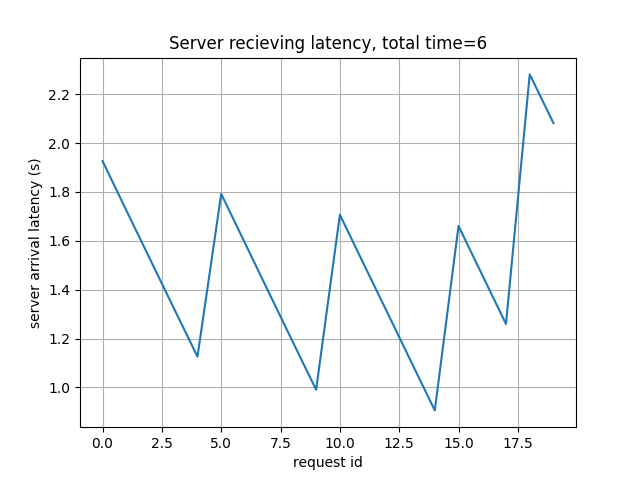 Server recieving latency, total time=6
2.2
2.0
1.8
1.6
1.4
1.2
1.0
server arrival latency (s)
0.0 2.5 5.0 7.5 10.0 12.5 15.0 17.5
request id